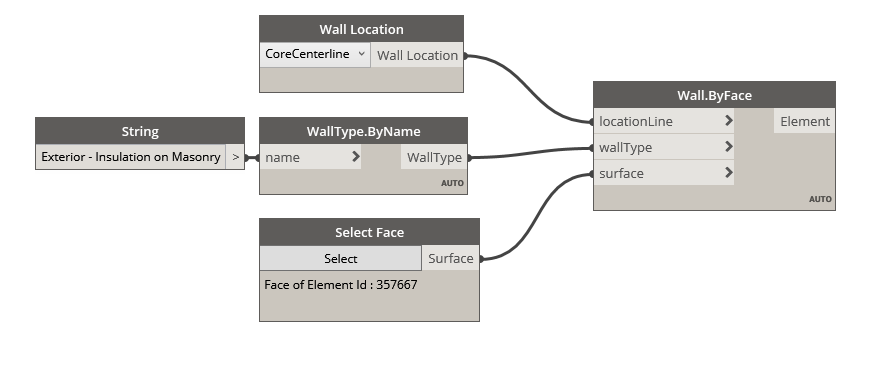 Wall Location
CoreCenterline
Wall Location
String
Exterior - Insulation on Masonry >
WallType.ByName
name
WallType
AUTO
Select Face
Select
Surface
Face of Element Id : 357667
Wall.ByFace
locationLine
Element
wallType
surface
AUTO